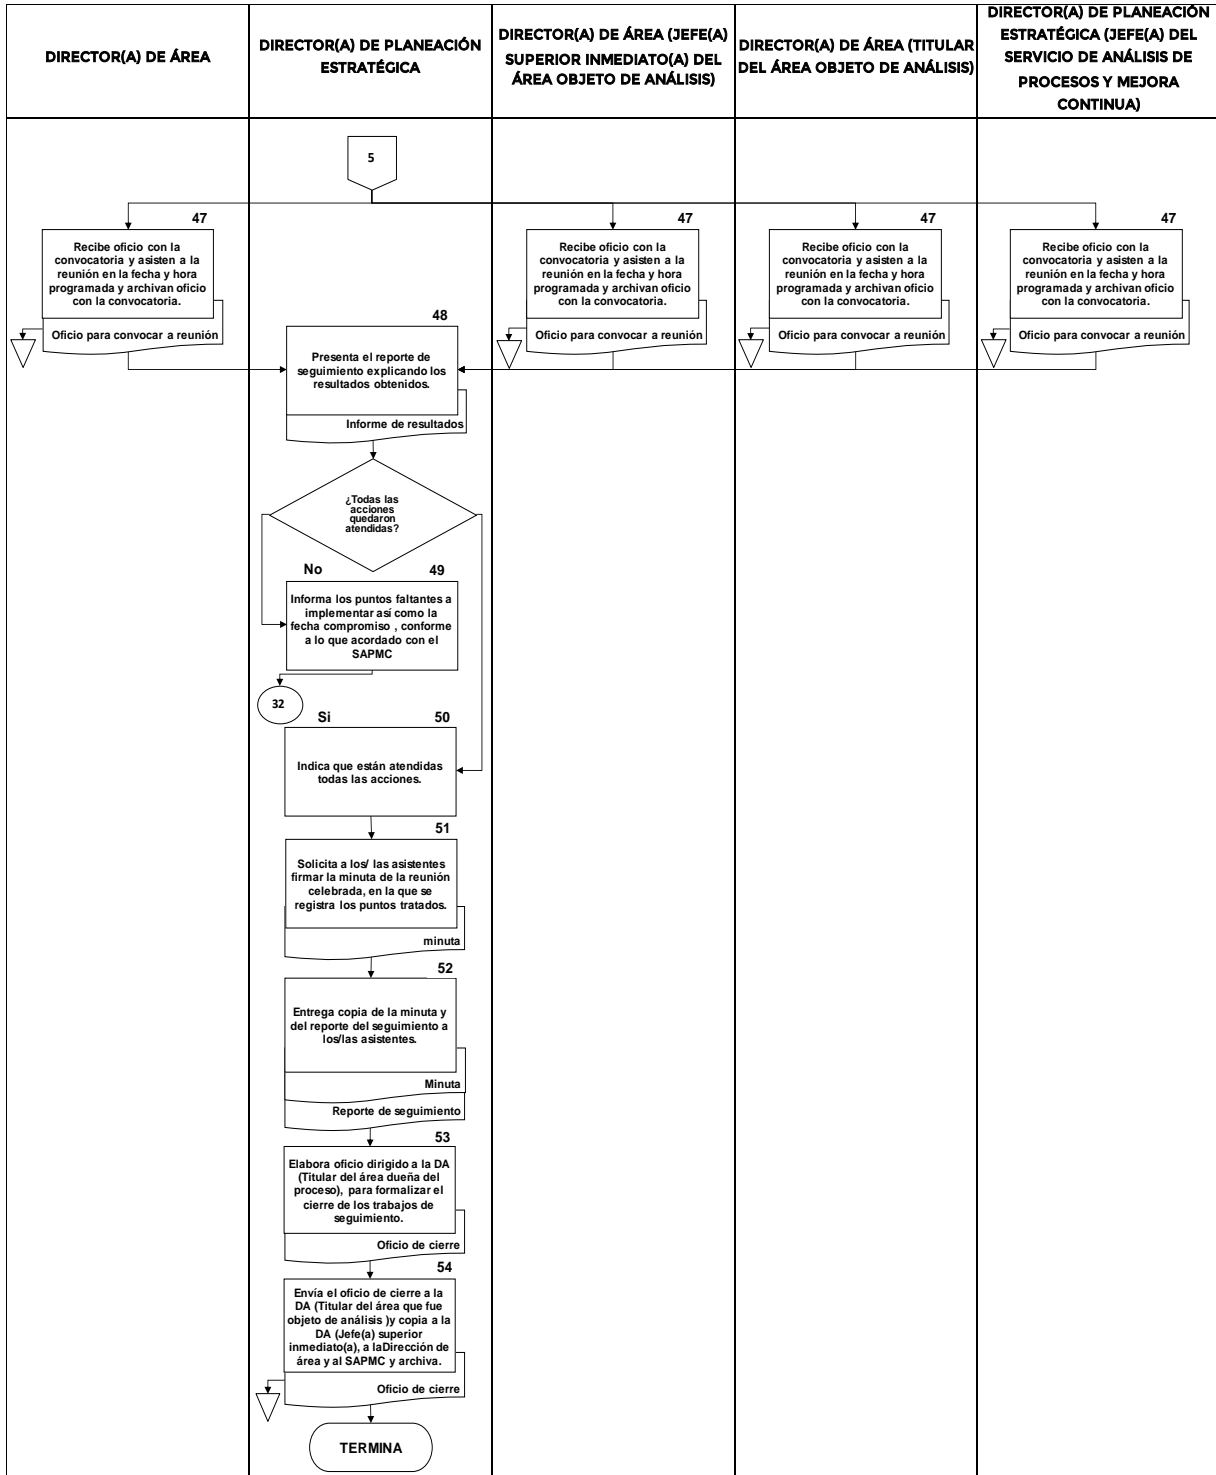 DIRECTOR(A) DE ÁREA
DIRECTOR(A) DE PLANEACIÓN
ESTRATÉGICA
DIRECTOR(A) DE ÁREA (JEFE(A)
SUPERIOR INMEDIATO(A) DEL
ÁREA OBJETO DE ANÁLISIS)
DIRECTOR(A) DE ÁREA (TITULAR
DEL ÁREA OBJETO DE ANÁLISIS)
DIRECTOR(A) DE PLANEACIÓN
ESTRATÉGICA (JEFE(A) DEL
SERVICIO DE ANÁLISIS DE
PROCESOS Y MEJORA
CONTINUA)
5
47
Recibe oficio con la
convocatoria y asisten a la
reunión en la fecha y hora
programada y archivan oficio
con la convocatoria.
Oficio para convocar a reunión
47
Recibe oficio con la
convocatoria y asisten a la
reunión en la fecha y hora
programada y archivan oficio
con la convocatoria.
Oficio para convocar a reunión
47
Recibe oficio con la
convocatoria y asisten a la
reunión en la fecha y hora
programada y archivan oficio
con la convocatoria.
Oficio para convocar a reunión
47
Recibe oficio con la
convocatoria y asisten a la
reunión en la fecha y hora
programada y archivan oficio
con la convocatoria.
Oficio para convocar a reunión
48
Presenta el reporte de
seguimiento explicando los
resultados obtenidos.
Informe de resultados
¿Todas las
acciones
quedaron
atendidas?
No
49
Informa los puntos faltantes a
implementar así como la
fecha compromiso , conforme
a lo que acordado con el
SAPMC
32
Si
50
Indica que están atendidas
todas las acciones.
51
Solicita a los/ las asistentes
firmar la minuta de la reunión
celebrada, en la que se
registra los puntos tratados.
minuta
52
Entrega copia de la minuta y
del reporte del seguimiento a
los/las asistentes.
Minuta
Reporte de seguimiento
53
Elabora oficio dirigido a la DA
(Titular del área dueña del
proceso), para formalizar el
cierre de los trabajos de
seguimiento.
Oficio de cierre
54
Envía el oficio de cierre a la
DA (Titular del área que fue
objeto de análisis )y copia a la
DA (Jefe(a) superior
inmediato(a), a laDirección de
área y al SAPMC y archiva.
Oficio de cierre
TERMINA